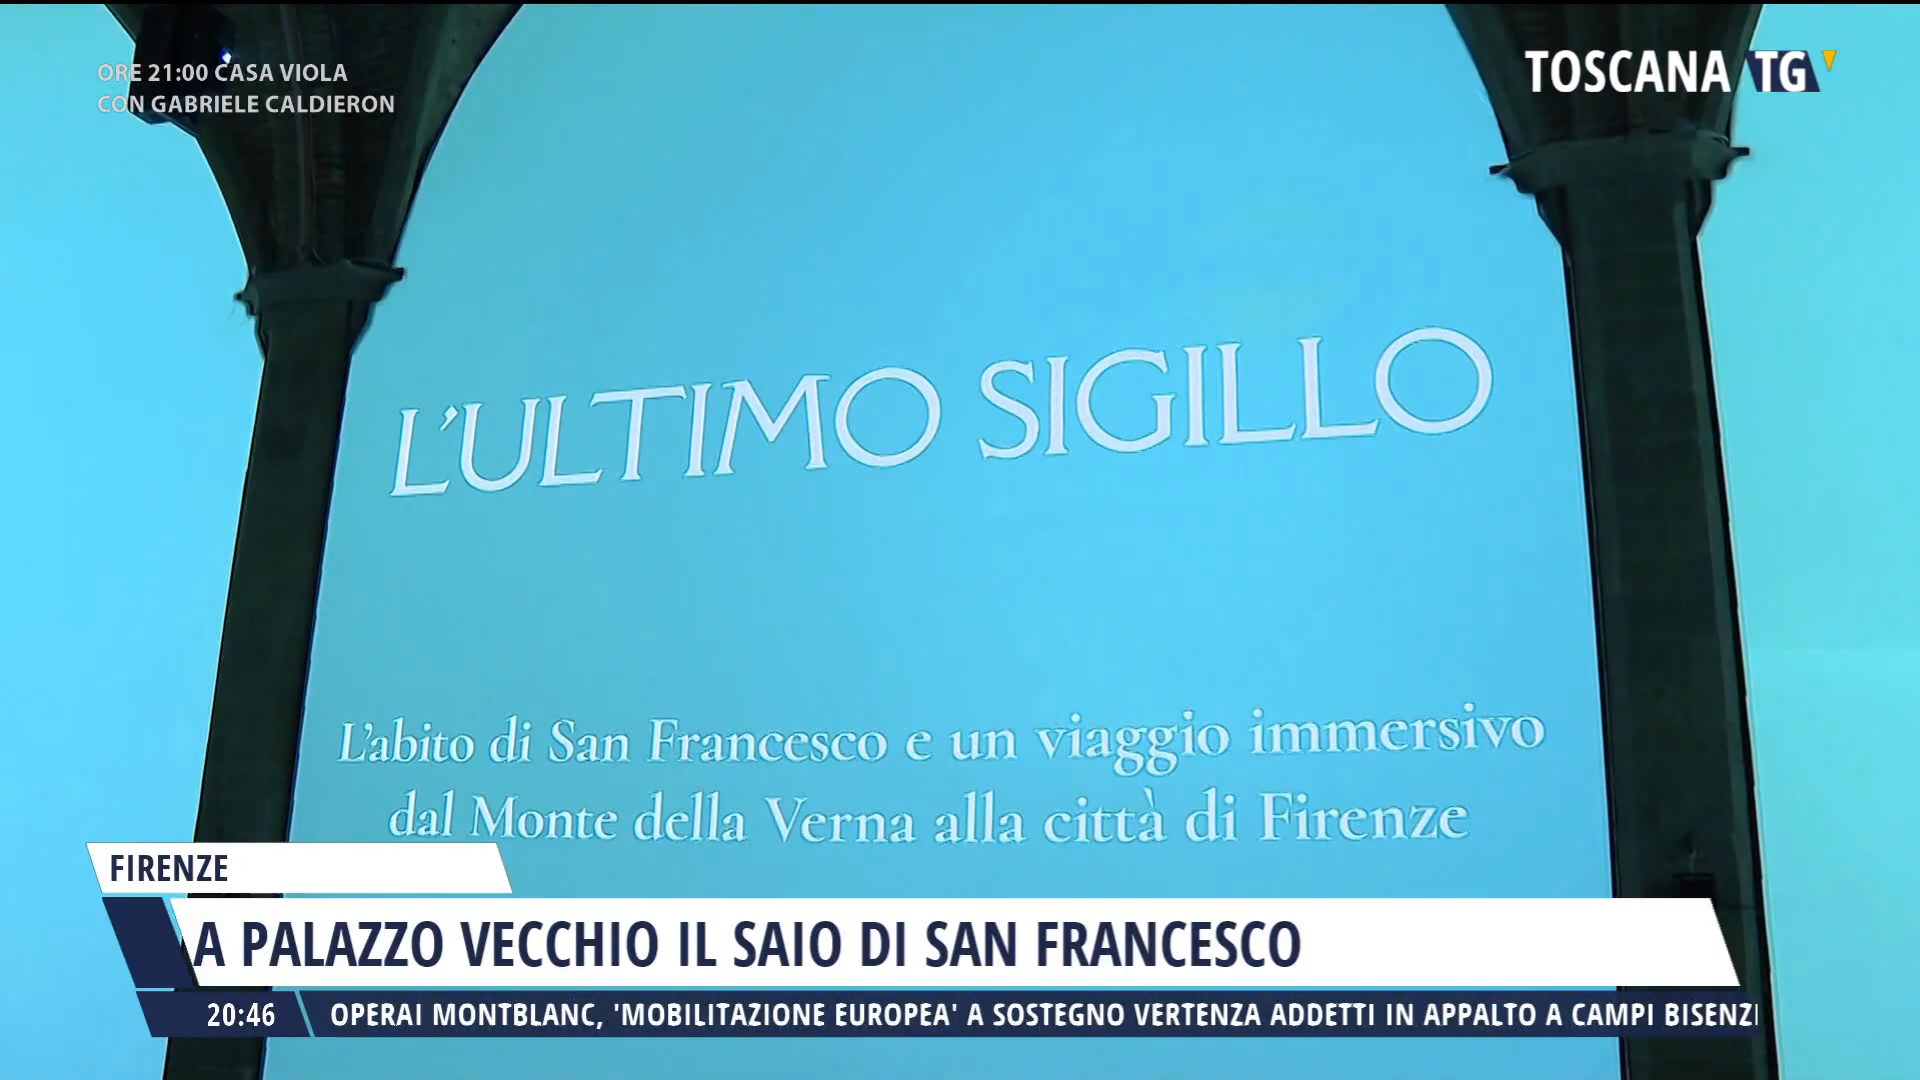 ORE 21:00 CASA VIOLA
CON GABRIELE CALDIERON
TOSCANA TG
L'ULTIMO SIGILLO
L'abito di San Francesco e un viaggio immersivo
dal Monte della Verna alla città di Firenze
FIRENZE
A PALAZZO VECCHIO IL SAIO DI SAN FRANCESCO
20:46 OPERAI MONTBLANC, 'MOBILITAZIONE EUROPEA' A SOSTEGNO VERTENZA ADDETTI IN APPALTO A CAMPI BISENZI